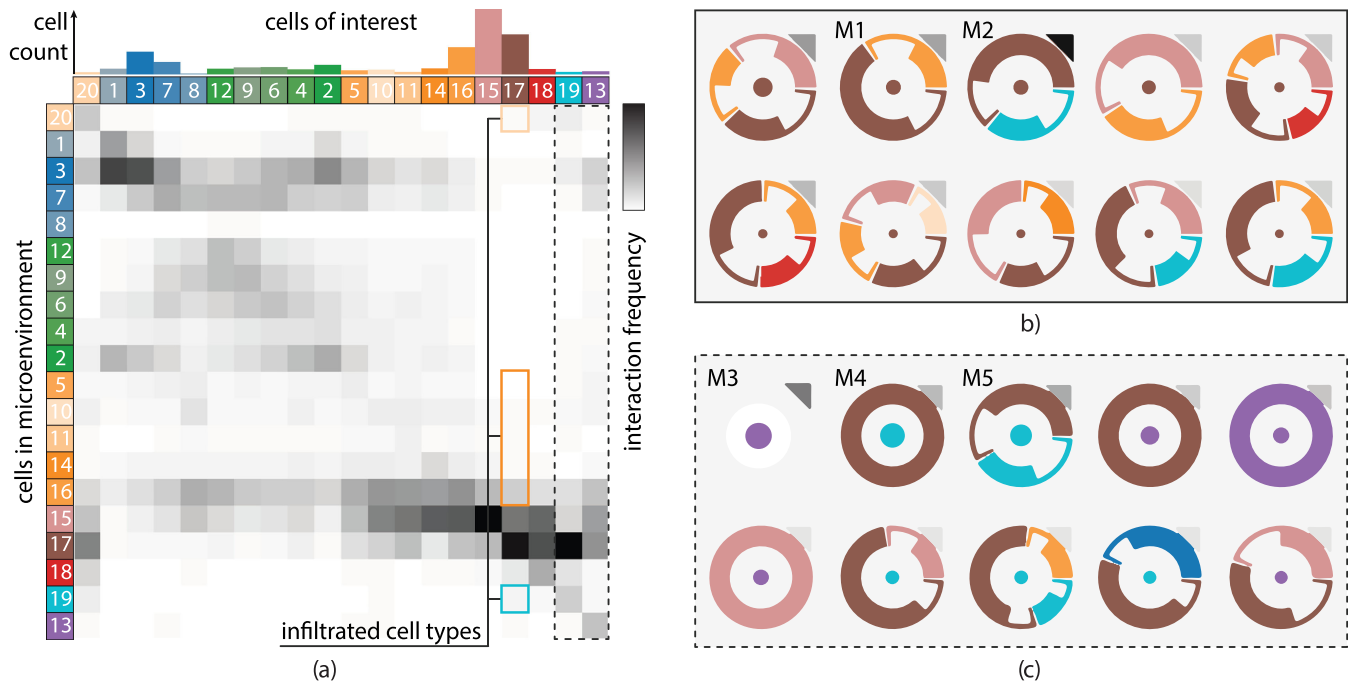 cell
count
cells of interest
20 1 3 7 8 12 9 6 4 2 5 10 11 14 16 15 17 18 19 13
cells in microenvironment
20
1
3
7
8
12
9
6
4
2
5
10
11
14
16
15
17
18
19
13
infiltrated cell types
interaction frequency
(a)
M1
M2
b)
M3
M4
M5
(c)